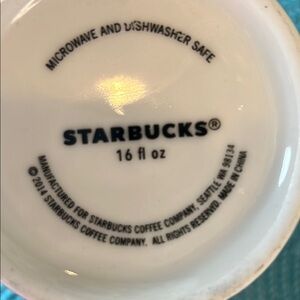 MICROWAVE AND DISHWASHER SAFE
STARBUCKS®
16 fl oz
MANUFACTURED FOR STARBUCKS COFFEE COMPANY, SEATTLE WA 98134
© 2014 STARBUCKS COFFEE COMPANY. ALL RIGHTS RESERVED. MADE IN CHINA